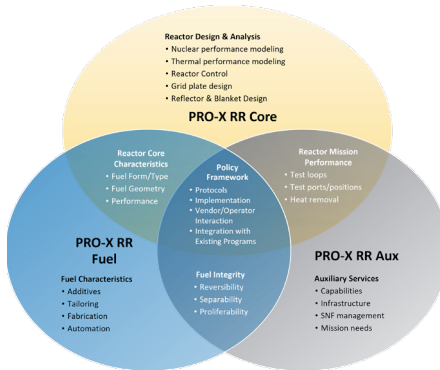 Reactor Design & Analysis
• Nuclear performance modeling
• Thermal performance modeling
• Reactor Control
• Grid plate design
• Reflector & Blanket Design
PRO-X RR Core
Reactor Core
Characteristics
• Fuel Form/Type
• Fuel Geometry
• Performance
Policy
Framework
• Protocols
• Implementation
• Vendor/Operator
Interaction
• Integration with
Existing Programs
Reactor Mission
Performance
• Test loops
• Test ports/positions
• Heat removal
PRO-X RR
Fuel
Fuel Characteristics
• Additives
• Tailoring
• Fabrication
• Automation
Fuel Integrity
• Reversibility
• Separability
• Proliferability
PRO-X RR Aux
Auxiliary Services
• Capabilities
• Infrastructure
• SNF management
• Mission needs